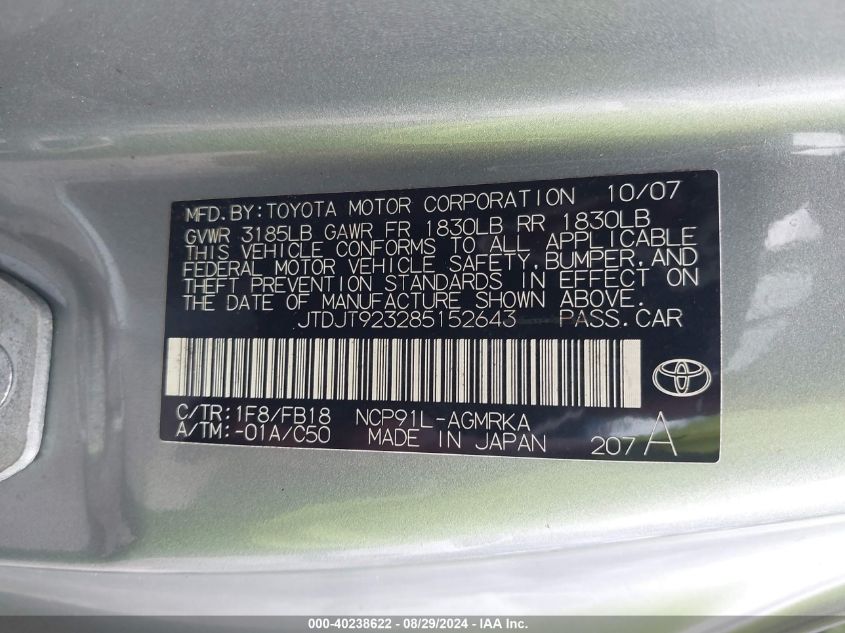 MFD. BY: TOYOTA MOTOR CORPORATION 10/07
GVWR 3185LB GAWR FR 1830LB RR 1830LB
THIS VEHICLE CONFORMS TO ALL APPLICABLE
FEDERAL MOTOR VEHICLE SAFETY, BUMPER, AND
THEFT PREVENTION STANDARDS IN EFFECT ON
THE DATE OF MANUFACTURE SHOWN ABOVE.
JTDJT923285152643 PASS. CAR
C/TR: 1F8/FB18 NCP91L-AGMRKA
A/TM: -01A/C50 MADE IN JAPAN 207 A
000-40238622 - 08/29/2024 - IAA Inc.